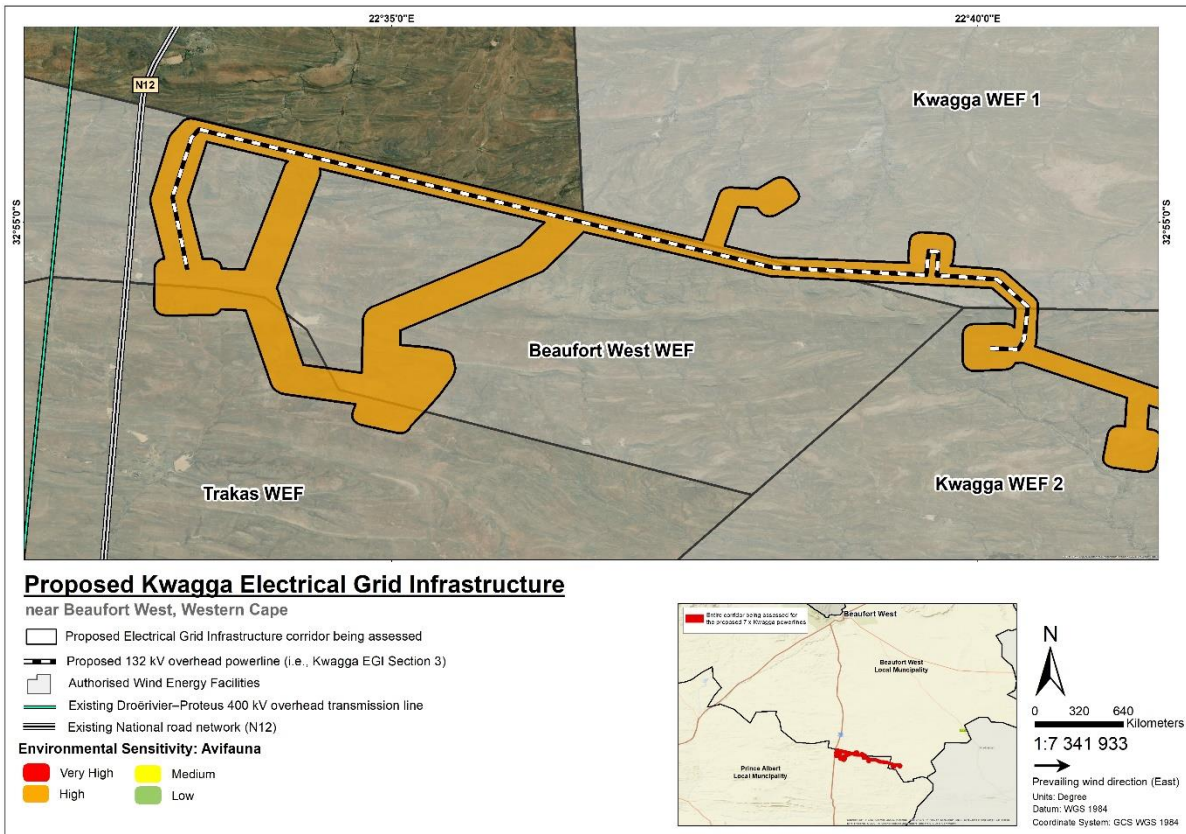 22°35'0"E
22°40'0"E
N12
Kwagga WEF 1
32°55'0"S
32°55'0"S
Beaufort West WEF
Trakas WEF
Kwagga WEF 2
Proposed Kwagga Electrical Grid Infrastructure
near Beaufort West, Western Cape
Proposed Electrical Grid Infrastructure corridor being assessed
Proposed 132 kV overhead powerline (i.e., Kwagga EGI Section 3)
Authorised Wind Energy Facilities
Existing Droërivier–Proteus 400 kV overhead transmission line
Existing National road network (N12)
Environmental Sensitivity: Avifauna
Very High
Medium
High
Low
Entire corridor being assessed for
the proposed 7 x Kwagga powerlines
Beaufort West
Beaufort West
Local Municipality
Prince Albert
Local Muncipality
N
0 320 640
Kilometers
1:7 341 933
Prevailing wind direction (East)
Units: Degree
Datum: WGS 1984
Coordinate System: GCS WGS 1984